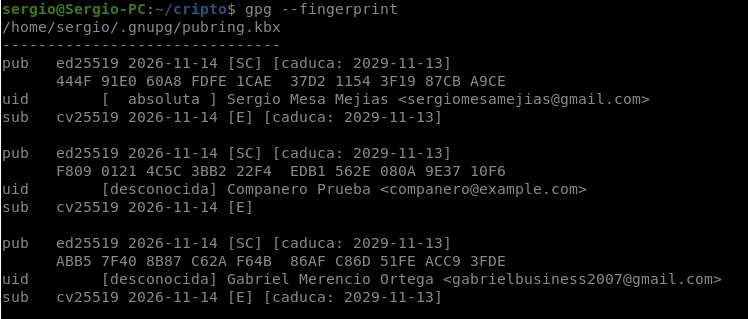 sergio@Sergio-PC:~/cripto$ gpg --fingerprint
/home/sergio/.gnupg/pubring.kbx
-------------------------------
pub   ed25519 2026-11-14 [SC] [caduca: 2029-11-13]
      444F 91E0 60A8 FDFE 1CAE  37D2 1154 3F19 87CB A9CE
uid        [  absoluta ] Sergio Mesa Mejias <sergiomesamejias@gmail.com>
sub   cv25519 2026-11-14 [E] [caduca: 2029-11-13]

pub   ed25519 2026-11-14 [SC] [caduca: 2029-11-13]
      F809 0121 4C5C 3BB2 22F4  EDB1 562E 080A 9E37 10F6
uid        [desconocida] Companero Prueba <companero@example.com>
sub   cv25519 2026-11-14 [E]

pub   ed25519 2026-11-14 [SC] [caduca: 2029-11-13]
      ABB5 7F40 8B87 C62A F64B  86AF C86D 51FE ACC9 3FDE
uid        [desconocida] Gabriel Merencio Ortega <gabrielbusiness2007@gmail.com>
sub   cv25519 2026-11-14 [E] [caduca: 2029-11-13]